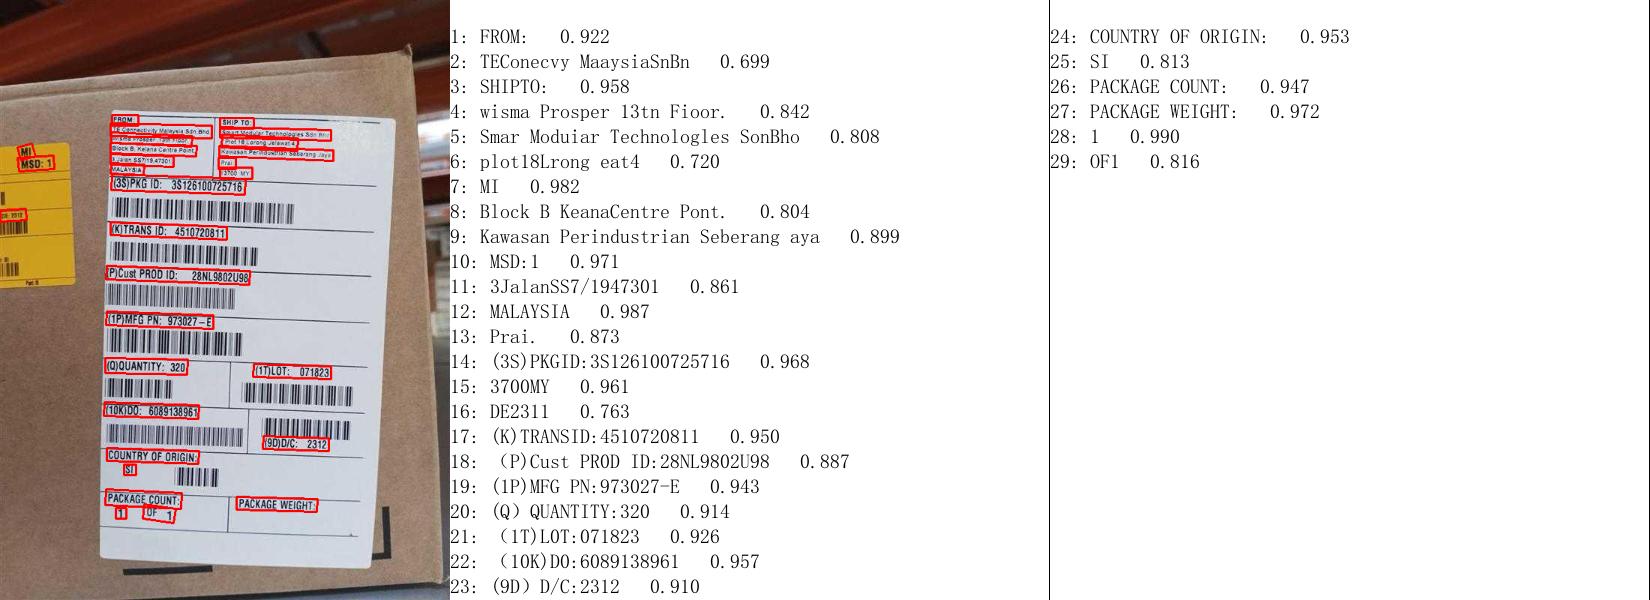 MI
MSD: 1
FROM:
TE Connectivity Malaysia Sdn Bhd
Wisma Prosper 13th Floor.
Block B, Kelana Centre Point,
3 Jalan SS7/19,47301
MALAYSIA
SHIP TO:
Smart Modular Technologies Sdn Bhd
Plot 18 Lorong Jelawat 4
Kawasan Perindustrian Seberang Jaya
Prai
13700 MY
(3S)PKG ID: 3S126100725716
(K)TRANS ID: 4510720811
(P)Cust PROD ID: 28NL9802U98
(1P)MFG PN: 973027-E
(Q)QUANTITY: 320
(1T)LOT: 071823
(10K)DO: 6089138961
(9D)D/C: 2312
COUNTRY OF ORIGIN:
SI
PACKAGE COUNT:
1 OF 1
PACKAGE WEIGHT:
1: FROM: 0.922
2: TEConecvy MaaysiaSnBn 0.699
3: SHIPTO: 0.958
4: wisma Prosper 13tn Fioor. 0.842
5: Smar Moduiar Technologles SonBho 0.808
6: plot18Lrong eat4 0.720
7: MI 0.982
8: Block B KeanaCentre Pont. 0.804
9: Kawasan Perindustrian Seberang aya 0.899
10: MSD:1 0.971
11: 3JalanSS7/1947301 0.861
12: MALAYSIA 0.987
13: Prai. 0.873
14: (3S)PKGID:3S126100725716 0.968
15: 3700MY 0.961
16: DE2311 0.763
17: (K)TRANSID:4510720811 0.950
18: (P)Cust PROD ID:28NL9802U98 0.887
19: (1P)MFG PN:973027-E 0.943
20: (Q) QUANTITY:320 0.914
21: (1T)LOT:071823 0.926
22: (10K)DO:6089138961 0.957
23: (9D) D/C:2312 0.910
24: COUNTRY OF ORIGIN: 0.953
25: SI 0.813
26: PACKAGE COUNT: 0.947
27: PACKAGE WEIGHT: 0.972
28: 1 0.990
29: OF1 0.816